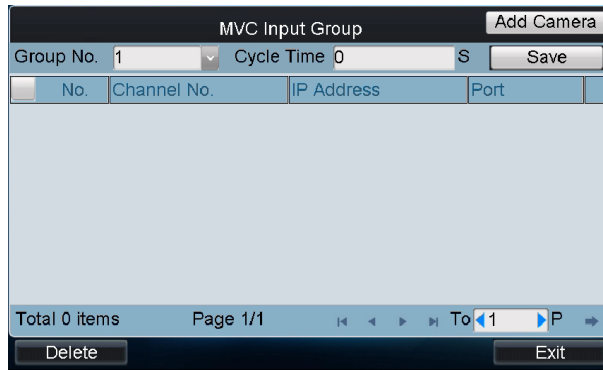 MVC Input Group Add Camera
Group No. 1 Cycle Time 0 S Save
No. Channel No. IP Address Port
Total 0 items Page 1/1 To 1 P
Delete Exit